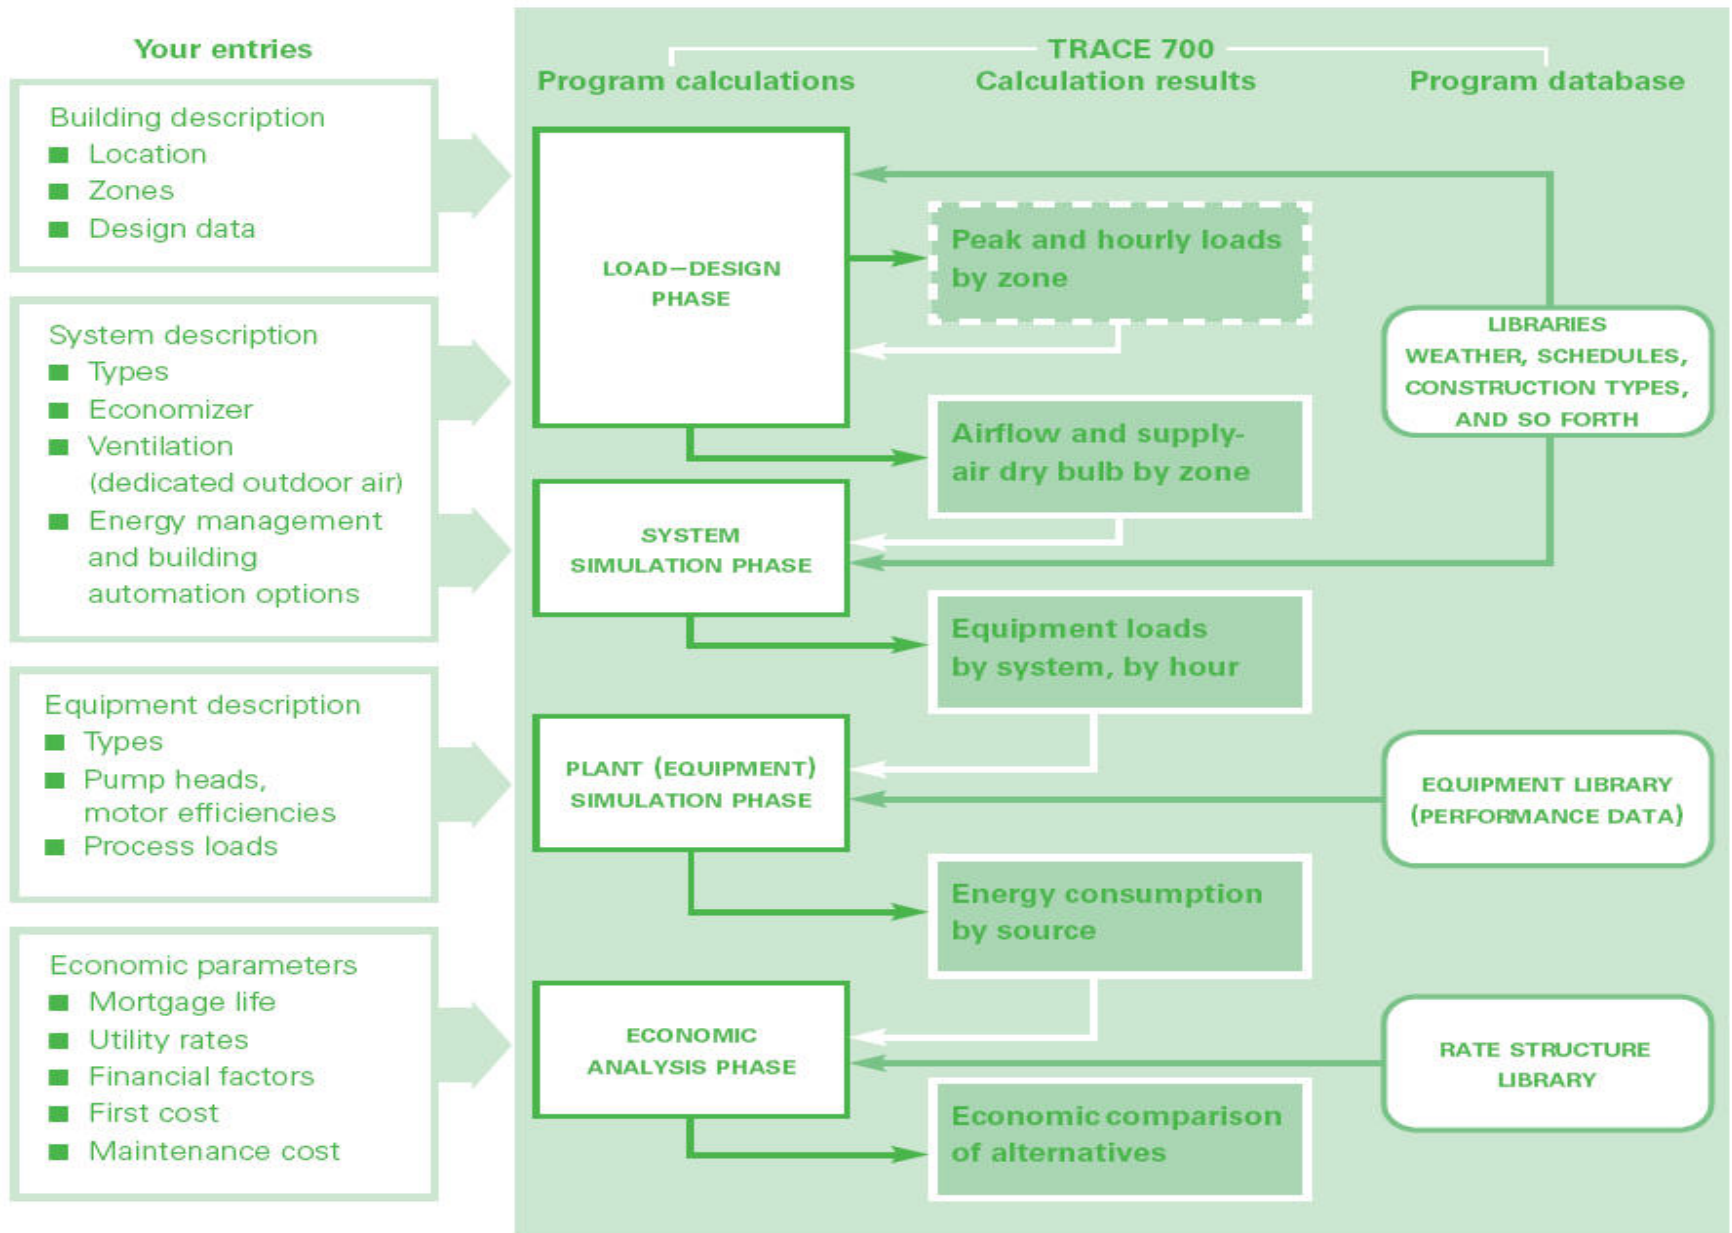 Your entries
TRACE 700
Program calculations
Calculation results
Program database
Building description
Location
Zones
Design data
System description
Types
Economizer
Ventilation
(dedicated outdoor air)
Energy management
and building
automation options
Equipment description
Types
Pump heads,
motor efficiencies
Process loads
Economic parameters
Mortgage life
Utility rates
Financial factors
First cost
Maintenance cost
LOAD–DESIGN
PHASE
SYSTEM
SIMULATION PHASE
PLANT (EQUIPMENT)
SIMULATION PHASE
ECONOMIC
ANALYSIS PHASE
Peak and hourly loads
by zone
Airflow and supply-
air dry bulb by zone
Equipment loads
by system, by hour
Energy consumption
by source
Economic comparison
of alternatives
LIBRARIES
WEATHER, SCHEDULES,
CONSTRUCTION TYPES,
AND SO FORTH
EQUIPMENT LIBRARY
(PERFORMANCE DATA)
RATE STRUCTURE
LIBRARY